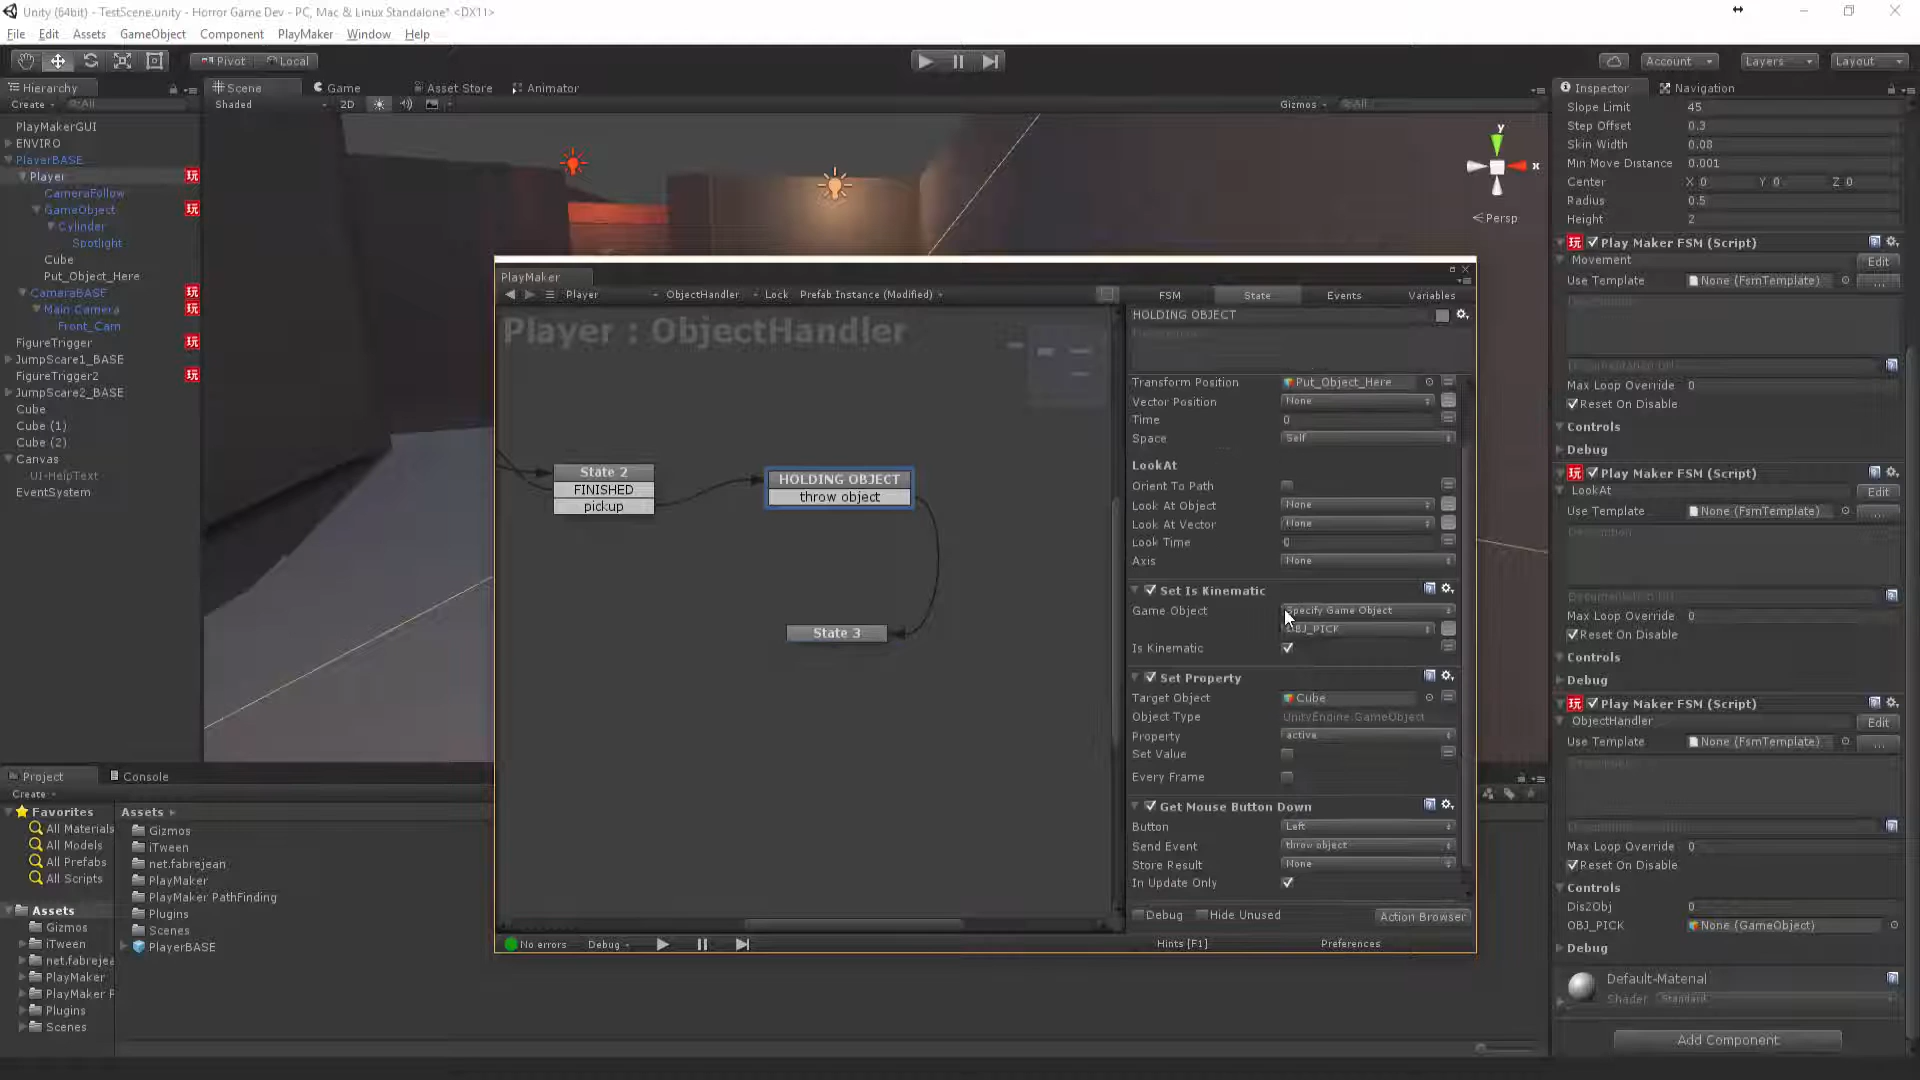 Unity (64bit) - TestScene.unity - Horror Game Dev - PC, Mac & Linux Standalone* <DX11>
File Edit Assets GameObject Component PlayMaker Window Help
Pivot Local Account Layers Layout
Hierarchy Scene Game Asset Store Animator Inspector Navigation
Create All Shaded 2D Gizmos All
PlayMakerGUI
ENVIRO
PlayerBASE
Player
CameraFollow
GameObject
Cylinder
Spotlight
Cube
Put_Object_Here
CameraBASE
Main Camera
Front_Cam
FigureTrigger
JumpScare1_BASE
FigureTrigger2
JumpScare2_BASE
Cube
Cube (1)
Cube (2)
Canvas
UI-HelpText
EventSystem
y
x
Persp
PlayMaker
Player ObjectHandler Lock Prefab Instance (Modified)
FSM State Events Variables
Player : ObjectHandler
State 2
FINISHED
pickup
HOLDING OBJECT
throw object
State 3
HOLDING OBJECT
Transform Position Put_Object_Here
Vector Position None
Time 0
Space Self
LookAt
Orient To Path
Look At Object None
Look At Vector None
Look Time 0
Axis None
Set Is Kinematic
Game Object Specify Game Object
OBJ_PICK
Is Kinematic
Set Property
Target Object Cube
Object Type UnityEngine.GameObject
Property active
Set Value
Every Frame
Get Mouse Button Down
Button Left
Send Event throw object
Store Result None
In Update Only
Debug Hide Unused Action Browser
No errors Debug Hints [F1] Preferences
Slope Limit 45
Step Offset 0.3
Skin Width 0.08
Min Move Distance 0.001
Center X 0 Y 0 Z 0
Radius 0.5
Height 2
Play Maker FSM (Script)
Movement Edit
Use Template None (FsmTemplate)
Max Loop Override 0
Reset On Disable
Controls
Debug
Play Maker FSM (Script)
LookAt Edit
Use Template None (FsmTemplate)
Max Loop Override 0
Reset On Disable
Controls
Debug
Play Maker FSM (Script)
ObjectHandler Edit
Use Template None (FsmTemplate)
Max Loop Override 0
Reset On Disable
Controls
Dis2Obj 0
OBJ_PICK None (GameObject)
Debug
Default-Material
Shader Standard
Add Component
Project Console
Create
Favorites
All Materials
All Models
All Prefabs
All Scripts
Assets
Gizmos
iTween
net.fabrejea
PlayMaker
PlayMaker P
Plugins
Scenes
Assets
Gizmos
iTween
net.fabrejean
PlayMaker
PlayMaker PathFinding
Plugins
Scenes
PlayerBASE